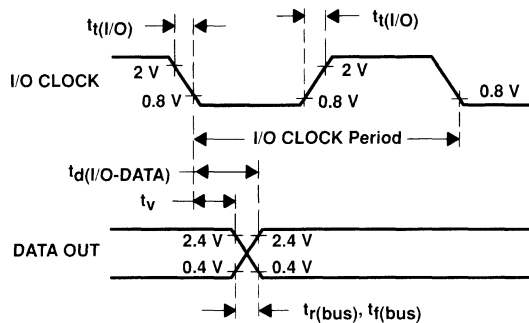 t_t(I/O) t_t(I/O)
2 V 2 V
I/O CLOCK
0.8 V 0.8 V 0.8 V
I/O CLOCK Period
t_d(I/O-DATA)
t_v
2.4 V 2.4 V
DATA OUT
0.4 V 0.4 V
t_r(bus), t_f(bus)